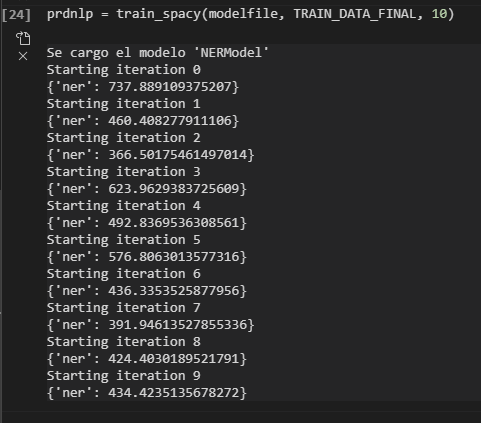 [24] prdnlp = train_spacy(modelfile, TRAIN_DATA_FINAL, 10)
Se cargo el modelo 'NERModel'
Starting iteration 0
{'ner': 737.889109375207}
Starting iteration 1
{'ner': 460.408277911106}
Starting iteration 2
{'ner': 366.50175461497014}
Starting iteration 3
{'ner': 623.9629383725609}
Starting iteration 4
{'ner': 492.8369536308561}
Starting iteration 5
{'ner': 576.8063013577316}
Starting iteration 6
{'ner': 436.3353525877956}
Starting iteration 7
{'ner': 391.94613527855336}
Starting iteration 8
{'ner': 424.4030189521791}
Starting iteration 9
{'ner': 434.4235135678272}